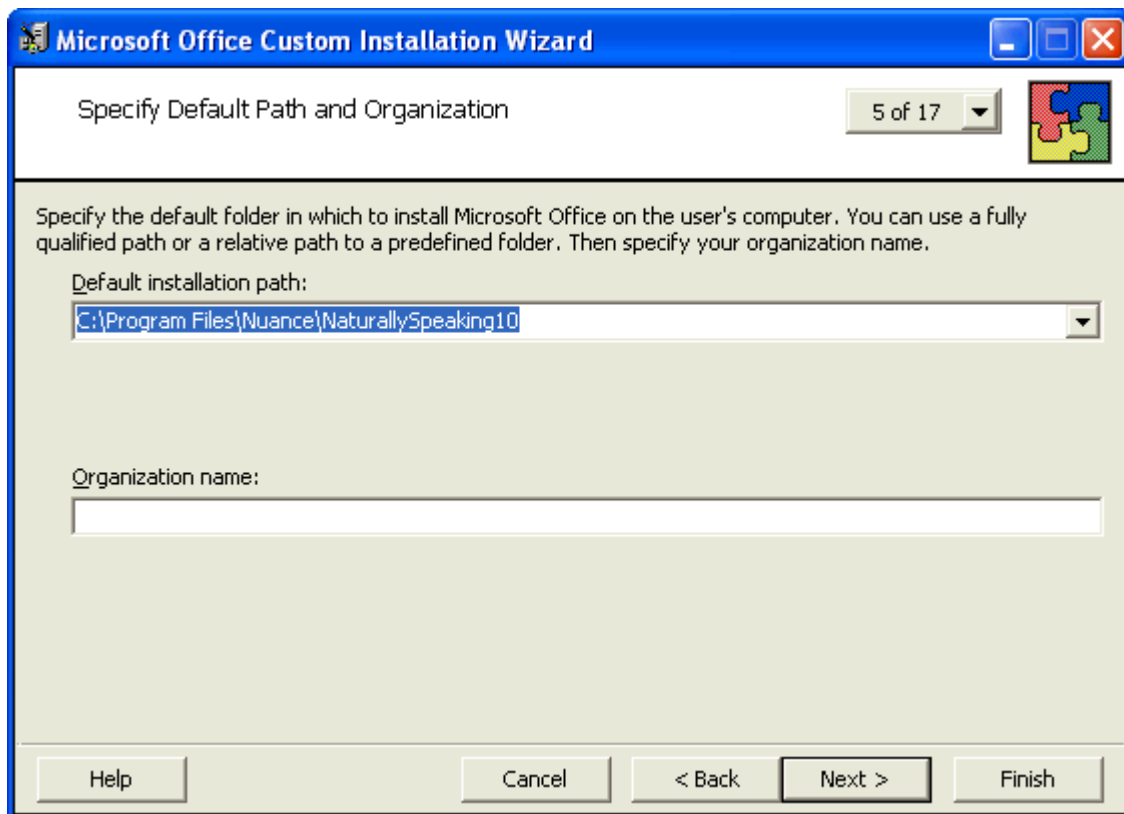 Microsoft Office Custom Installation Wizard
Specify Default Path and Organization
5 of 17
Specify the default folder in which to install Microsoft Office on the user's computer. You can use a fully
qualified path or a relative path to a predefined folder. Then specify your organization name.
Default installation path:
C:\Program Files\Nuance\NaturallySpeaking10
Organization name:
Help
Cancel
< Back
Next >
Finish